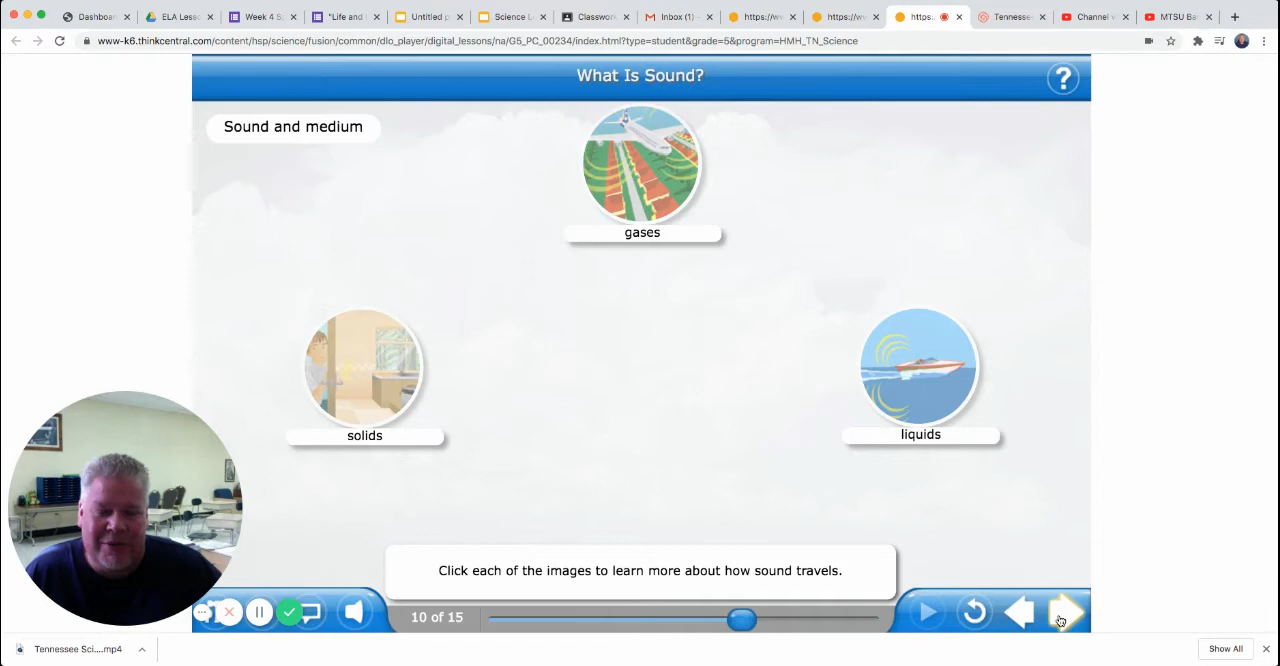 Dashboar
ELA Lesso
Week 4 S
"Life and
Untitled p
Science L
Classwork
Inbox (1)
https://w
https://w
https:
Tennesse
Channel v
MTSU Ba
www-k6.thinkcentral.com/content/hsp/science/fusion/common/dlo_player/digital_lessons/na/G5_PC_00234/index.html?type=student&grade=5&program=HMH_TN_Science
What Is Sound?
?
Sound and medium
gases
solids
liquids
Click each of the images to learn more about how sound travels.
10 of 15
Tennessee Sci....mp4
Show All